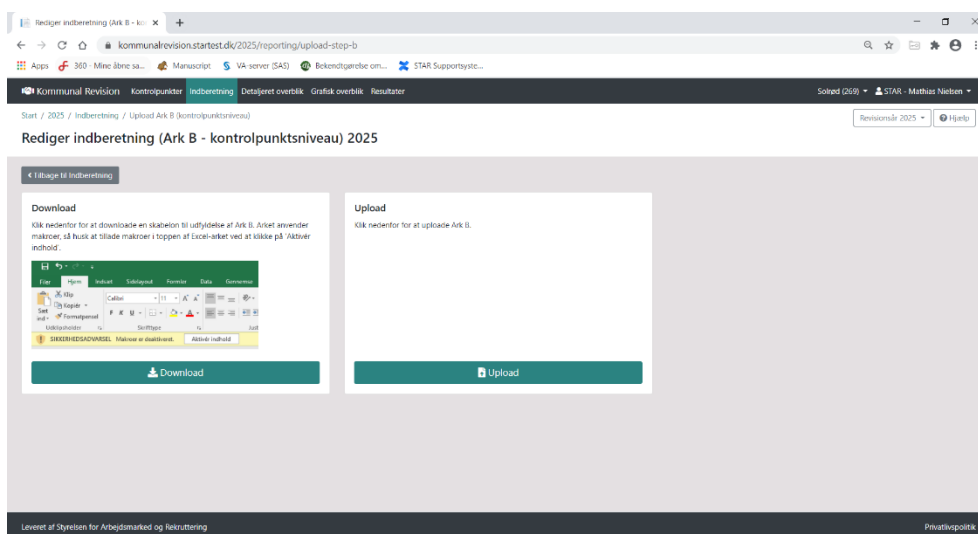 Rediger indberetning (Ark B - kon
kommunalrevision.startest.dk/2025/reporting/upload-step-b
Apps 360 - Mine åbne sa... Manuscript VA-server (SAS) Bekendtgørelse om... STAR Supportsyste...
Kommunal Revision Kontrolpunkter Indberetning Detaljeret overblik Grafisk overblik Resultater Solrød (269) STAR - Mathias Nielsen
Start / 2025 / Indberetning / Upload Ark B (kontrolpunktsniveau) Revisionsår 2025 Hjælp
Rediger indberetning (Ark B - kontrolpunktsniveau) 2025
Tilbage til Indberetning
Download
Klik nedenfor for at downloade en skabelon til udfyldelse af Ark B. Arket anvender
makroer, så husk at tillade makroer i toppen af Excel-arket ved at klikke på 'Aktivér
indhold'.
Filer Hjem Indsæt Sidelayout Formler Data Gennemse
Klip
Kopiér
Formatpensel
Sæt
ind
Calibri 11 A A
F K U
Udklipsholder Skrifttype Just
SIKKERHEDSADVARSEL Makroer er deaktiveret. Aktivér indhold
Download
Upload
Klik nedenfor for at uploade Ark B.
Upload
Leveret af Styrelsen for Arbejdsmarked og Rekruttering Privatlivspolitik